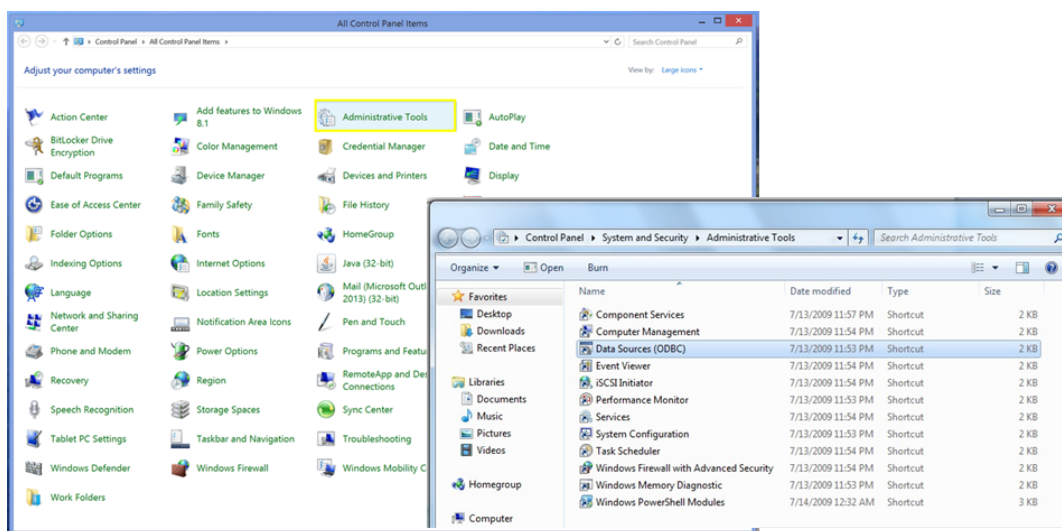 All Control Panel Items
Control Panel › All Control Panel Items ›
Search Control Panel
Adjust your computer's settings
View by: Large icons
Action Center
Add features to Windows
8.1
Administrative Tools
AutoPlay
BitLocker Drive
Encryption
Color Management
Credential Manager
Date and Time
Default Programs
Device Manager
Devices and Printers
Display
Ease of Access Center
Family Safety
File History
Folder Options
Fonts
HomeGroup
Indexing Options
Internet Options
Java (32-bit)
Language
Location Settings
Mail (Microsoft Outl
2013) (32-bit)
Network and Sharing
Center
Notification Area Icons
Pen and Touch
Phone and Modem
Power Options
Programs and Featu
Recovery
Region
RemoteApp and Des
Connections
Speech Recognition
Storage Spaces
Sync Center
Tablet PC Settings
Taskbar and Navigation
Troubleshooting
Windows Defender
Windows Firewall
Windows Mobility C
Work Folders
Control Panel System and Security Administrative Tools
Search Administrative Tools
Organize Open Burn
Favorites
Desktop
Downloads
Recent Places
Libraries
Documents
Music
Pictures
Videos
Homegroup
Computer
Name Date modified Type Size
Component Services 7/13/2009 11:57 PM Shortcut 2 KB
Computer Management 7/13/2009 11:54 PM Shortcut 2 KB
Data Sources (ODBC) 7/13/2009 11:53 PM Shortcut 2 KB
Event Viewer 7/13/2009 11:54 PM Shortcut 2 KB
iSCSI Initiator 7/13/2009 11:54 PM Shortcut 2 KB
Performance Monitor 7/13/2009 11:53 PM Shortcut 2 KB
Services 7/13/2009 11:54 PM Shortcut 2 KB
System Configuration 7/13/2009 11:53 PM Shortcut 2 KB
Task Scheduler 7/13/2009 11:54 PM Shortcut 2 KB
Windows Firewall with Advanced Security 7/13/2009 11:54 PM Shortcut 2 KB
Windows Memory Diagnostic 7/13/2009 11:53 PM Shortcut 2 KB
Windows PowerShell Modules 7/14/2009 12:32 AM Shortcut 3 KB